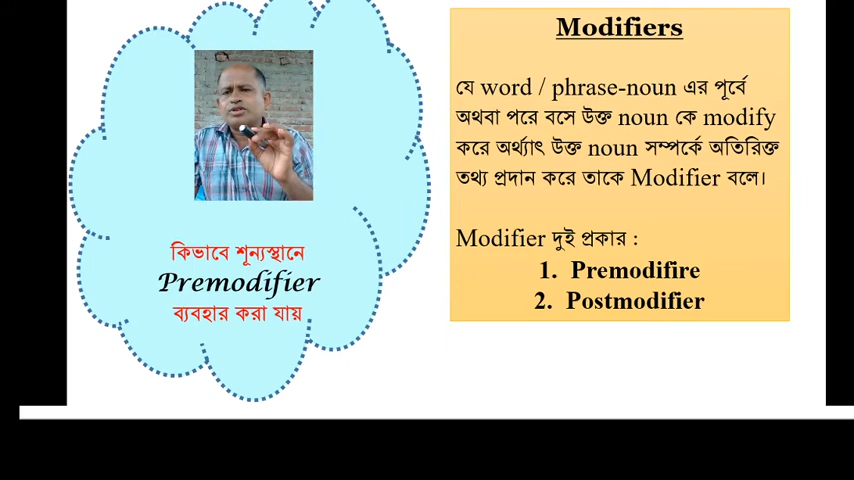 কিভাবে শূন্যস্থানে
Premodifier
ব্যবহার করা যায়
Modifiers
যে word / phrase-noun এর পূর্বে
অথবা পরে বসে উক্ত noun কে modify
করে অর্থ্যাৎ উক্ত noun সম্পর্কে অতিরিক্ত
তথ্য প্রদান করে তাকে Modifier বলে।
Modifier দুই প্রকার :
1. Premodifire
2. Postmodifier